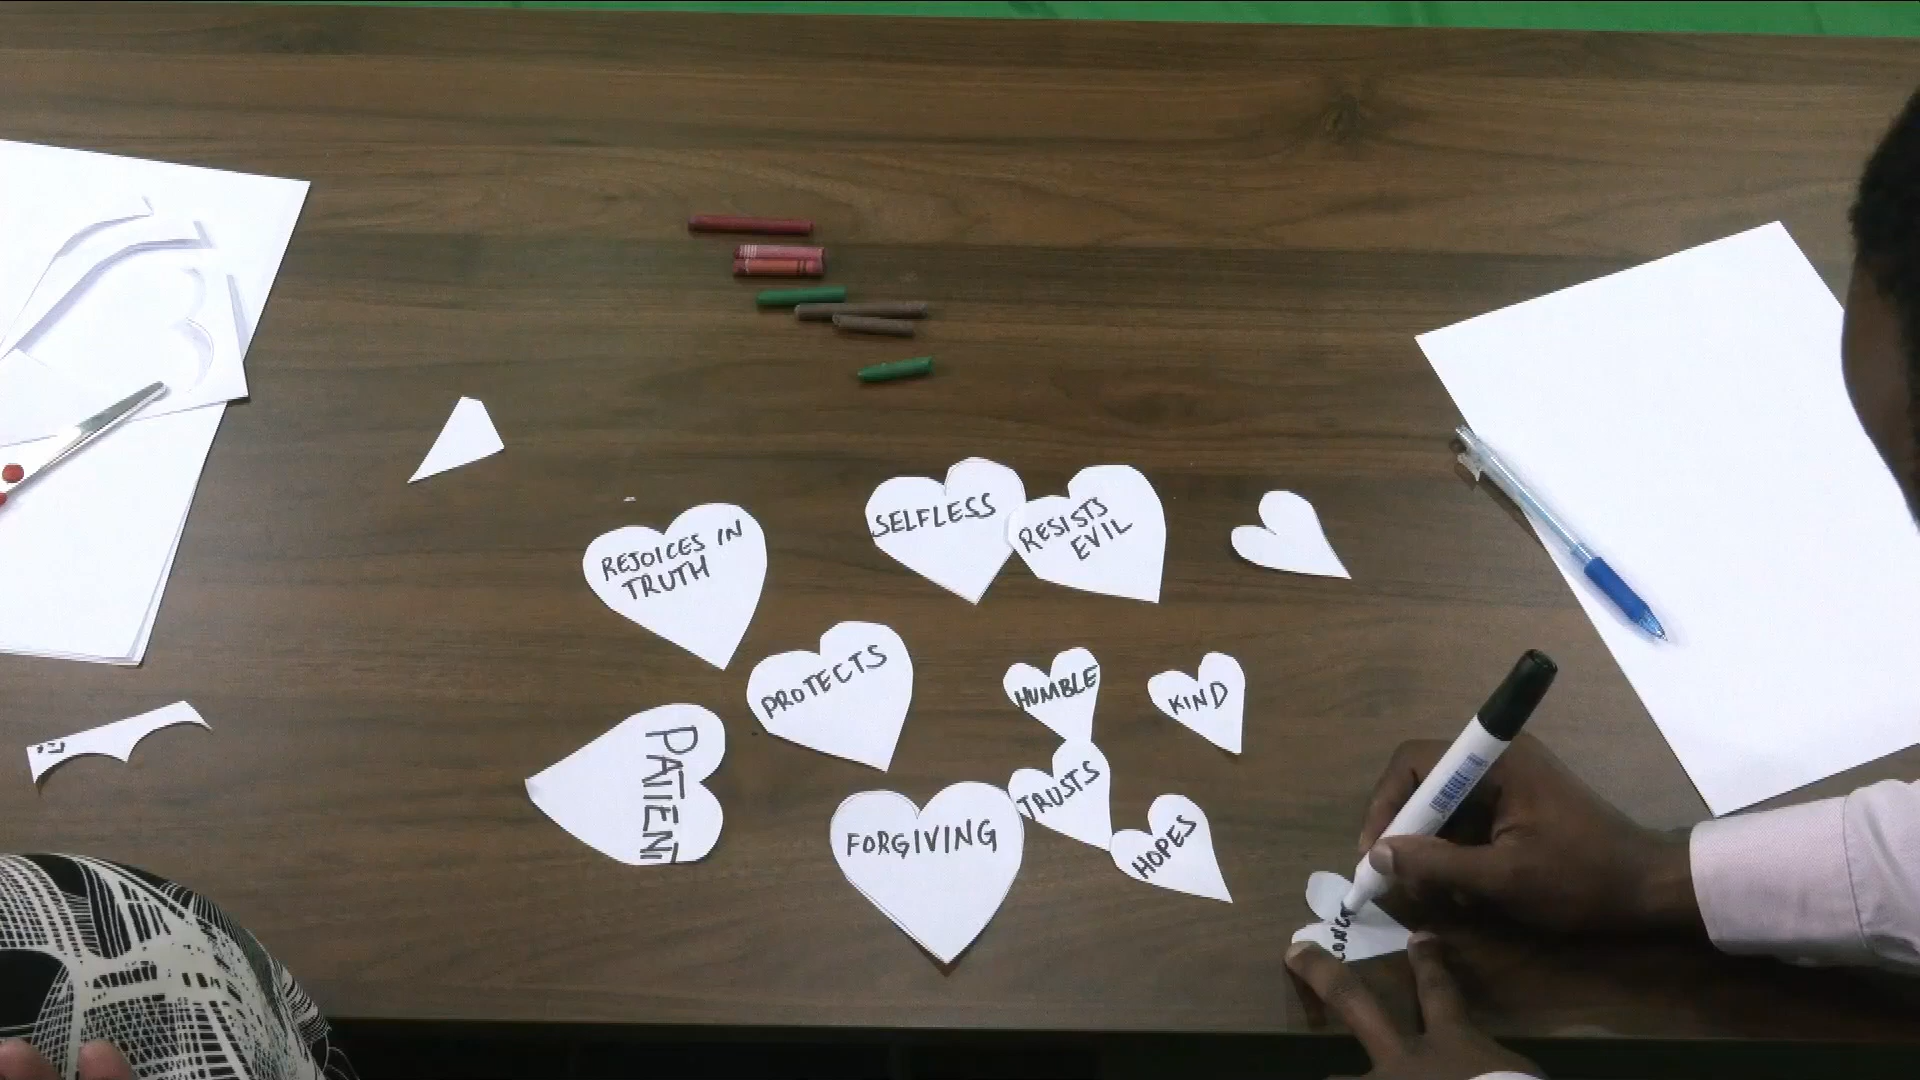 SELFLESS
RESISTS
EVIL
REJOICES IN
TRUTH
PROTECTS
HUMBLE
KIND
PATIENT
TRUSTS
FORGIVING
HOPES